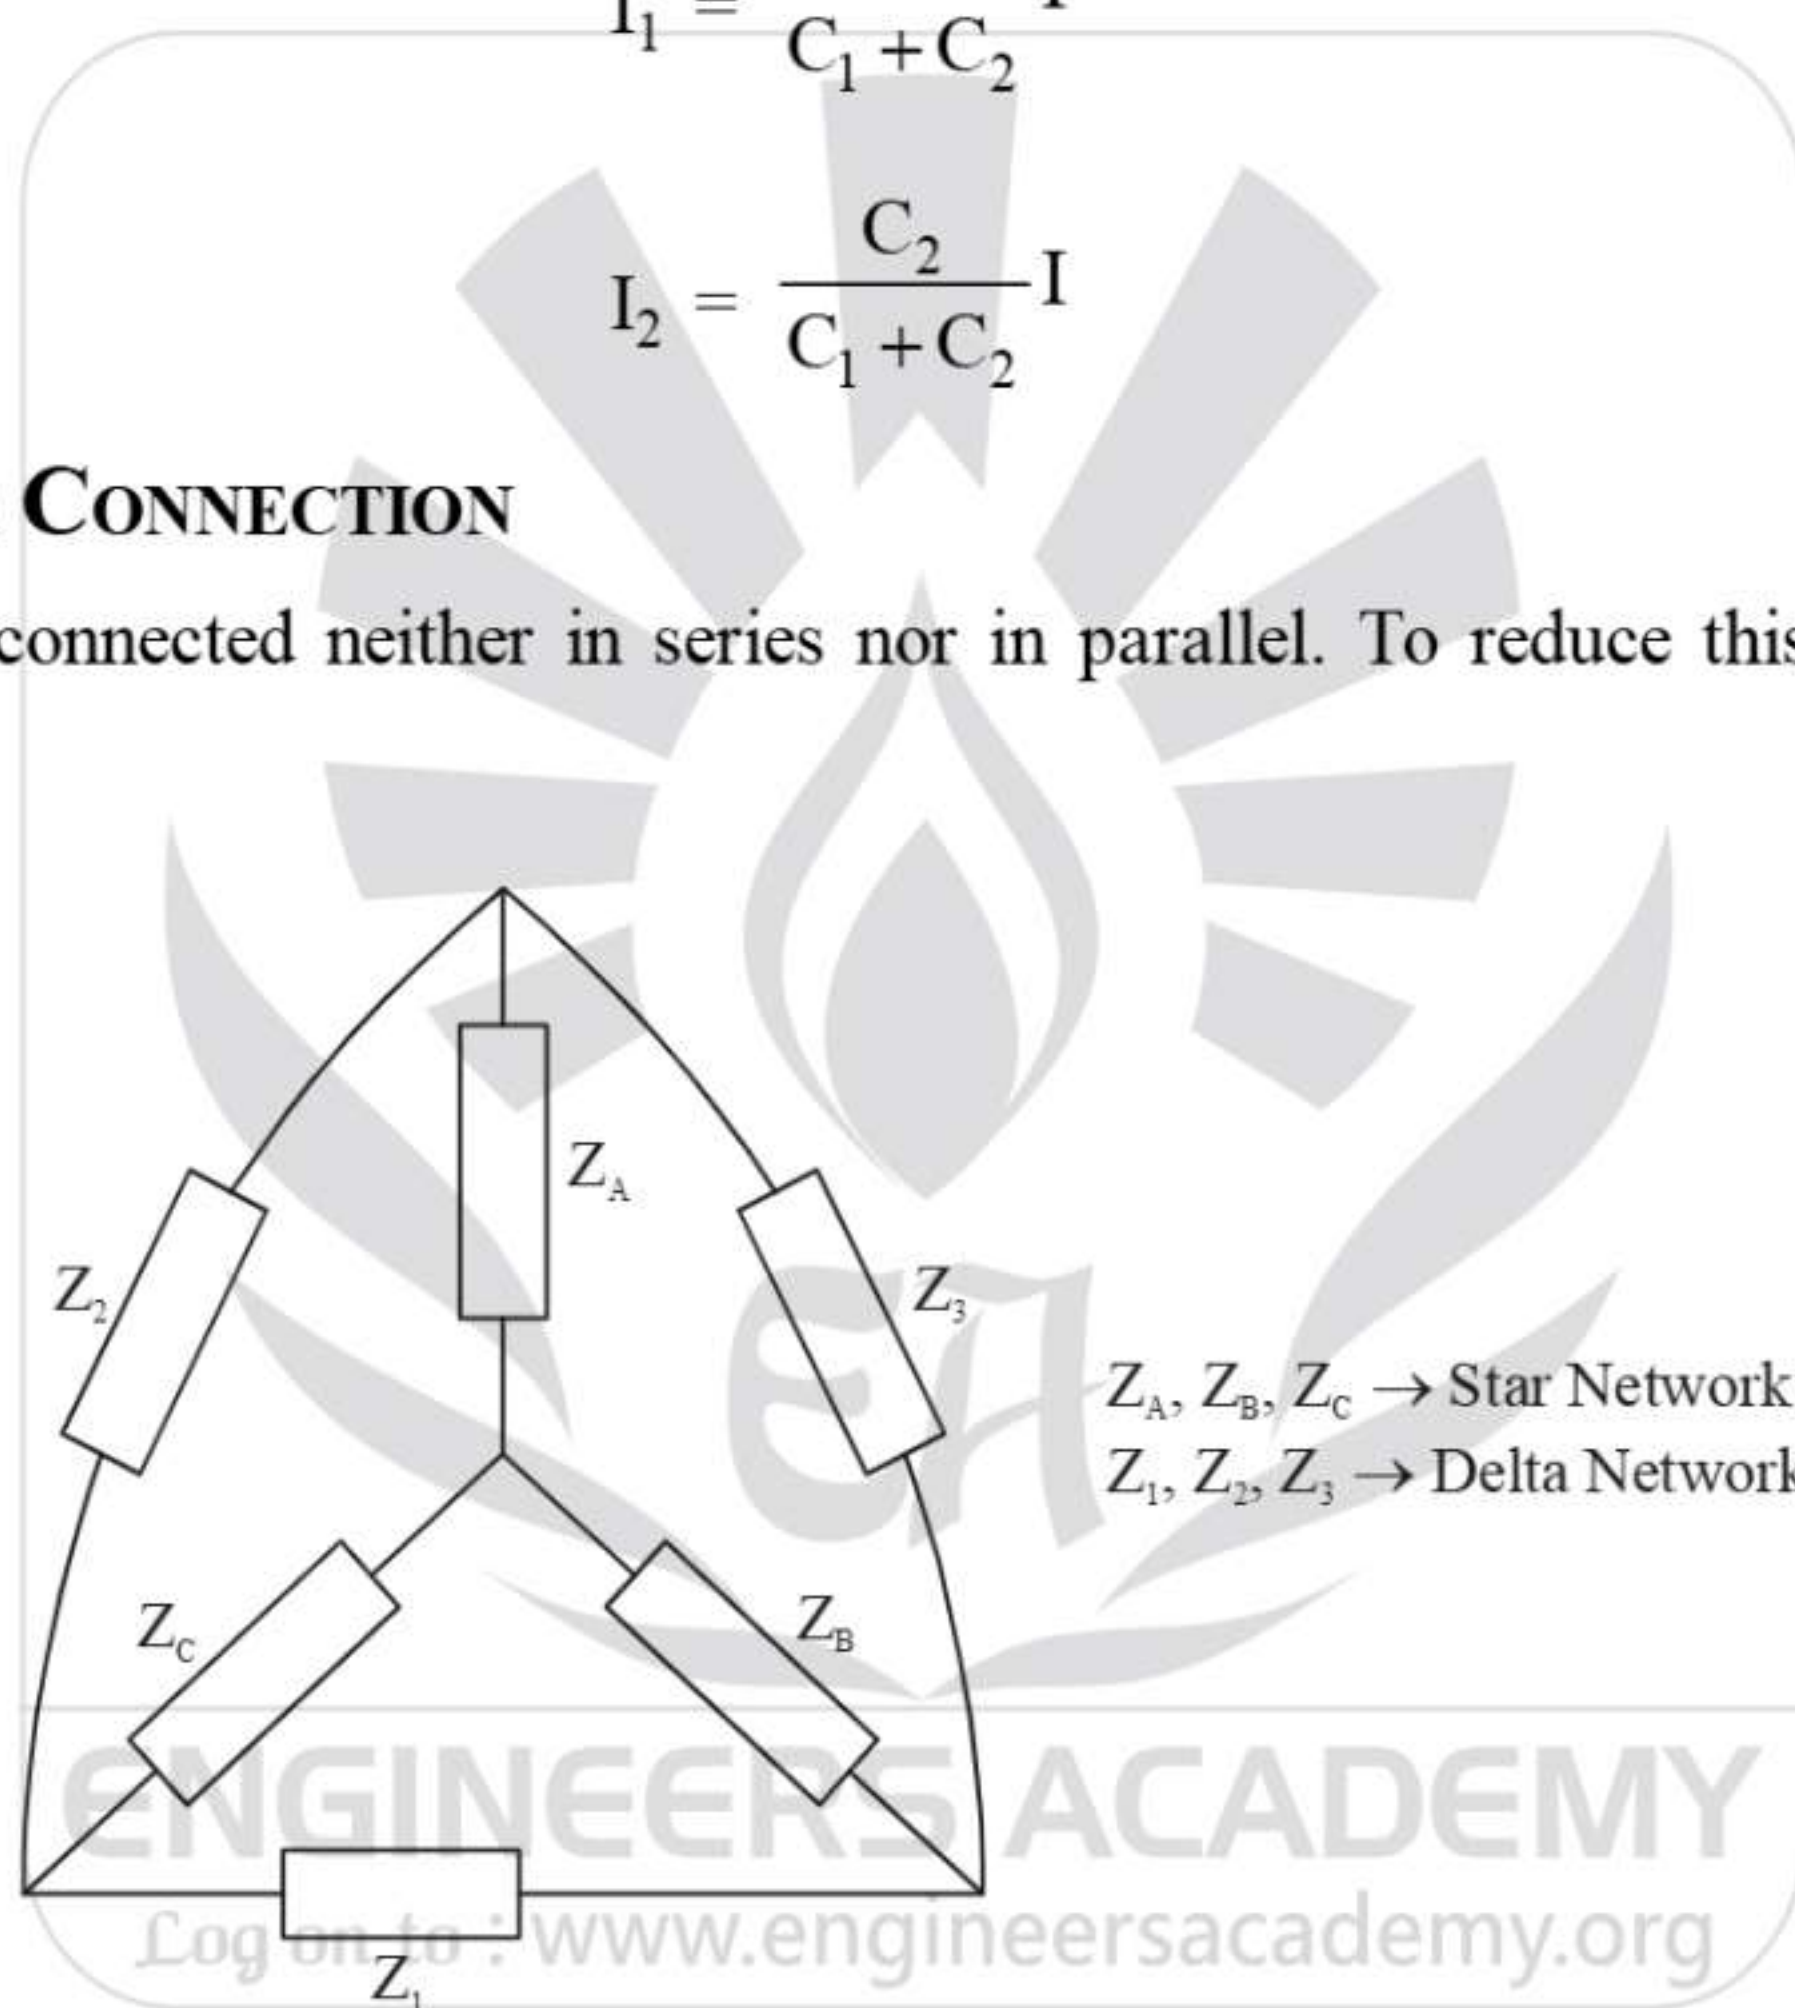 I₁ =
C₁ + C₂
C₂
I₂ = I
C₁ + C₂
CONNECTION
connected neither in series nor in parallel. To reduce this
Z_A
Z₂
Z₃
Z_A, Z_B, Z_C → Star Network
Z₁, Z₂, Z₃ → Delta Network
Z_C
Z_B
ENGINEERS ACADEMY
Log on to : www.engineersacademy.org
Z₁